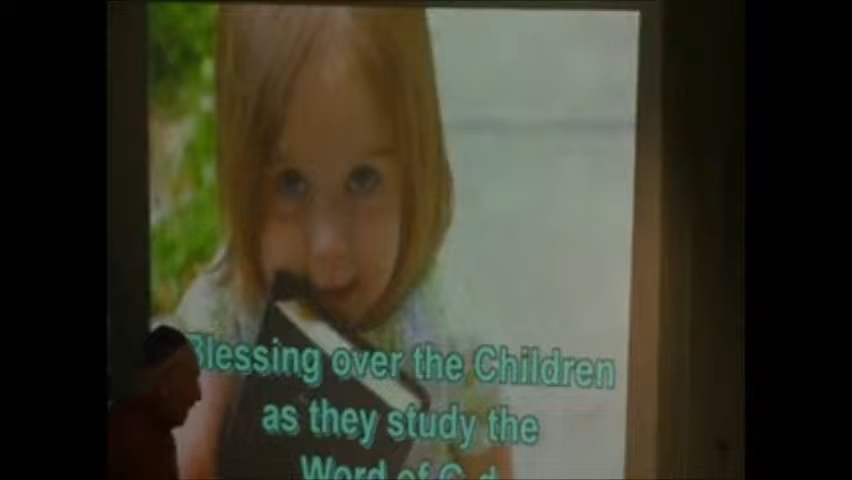 Blessing over the Children
as they study the
Word of G-d